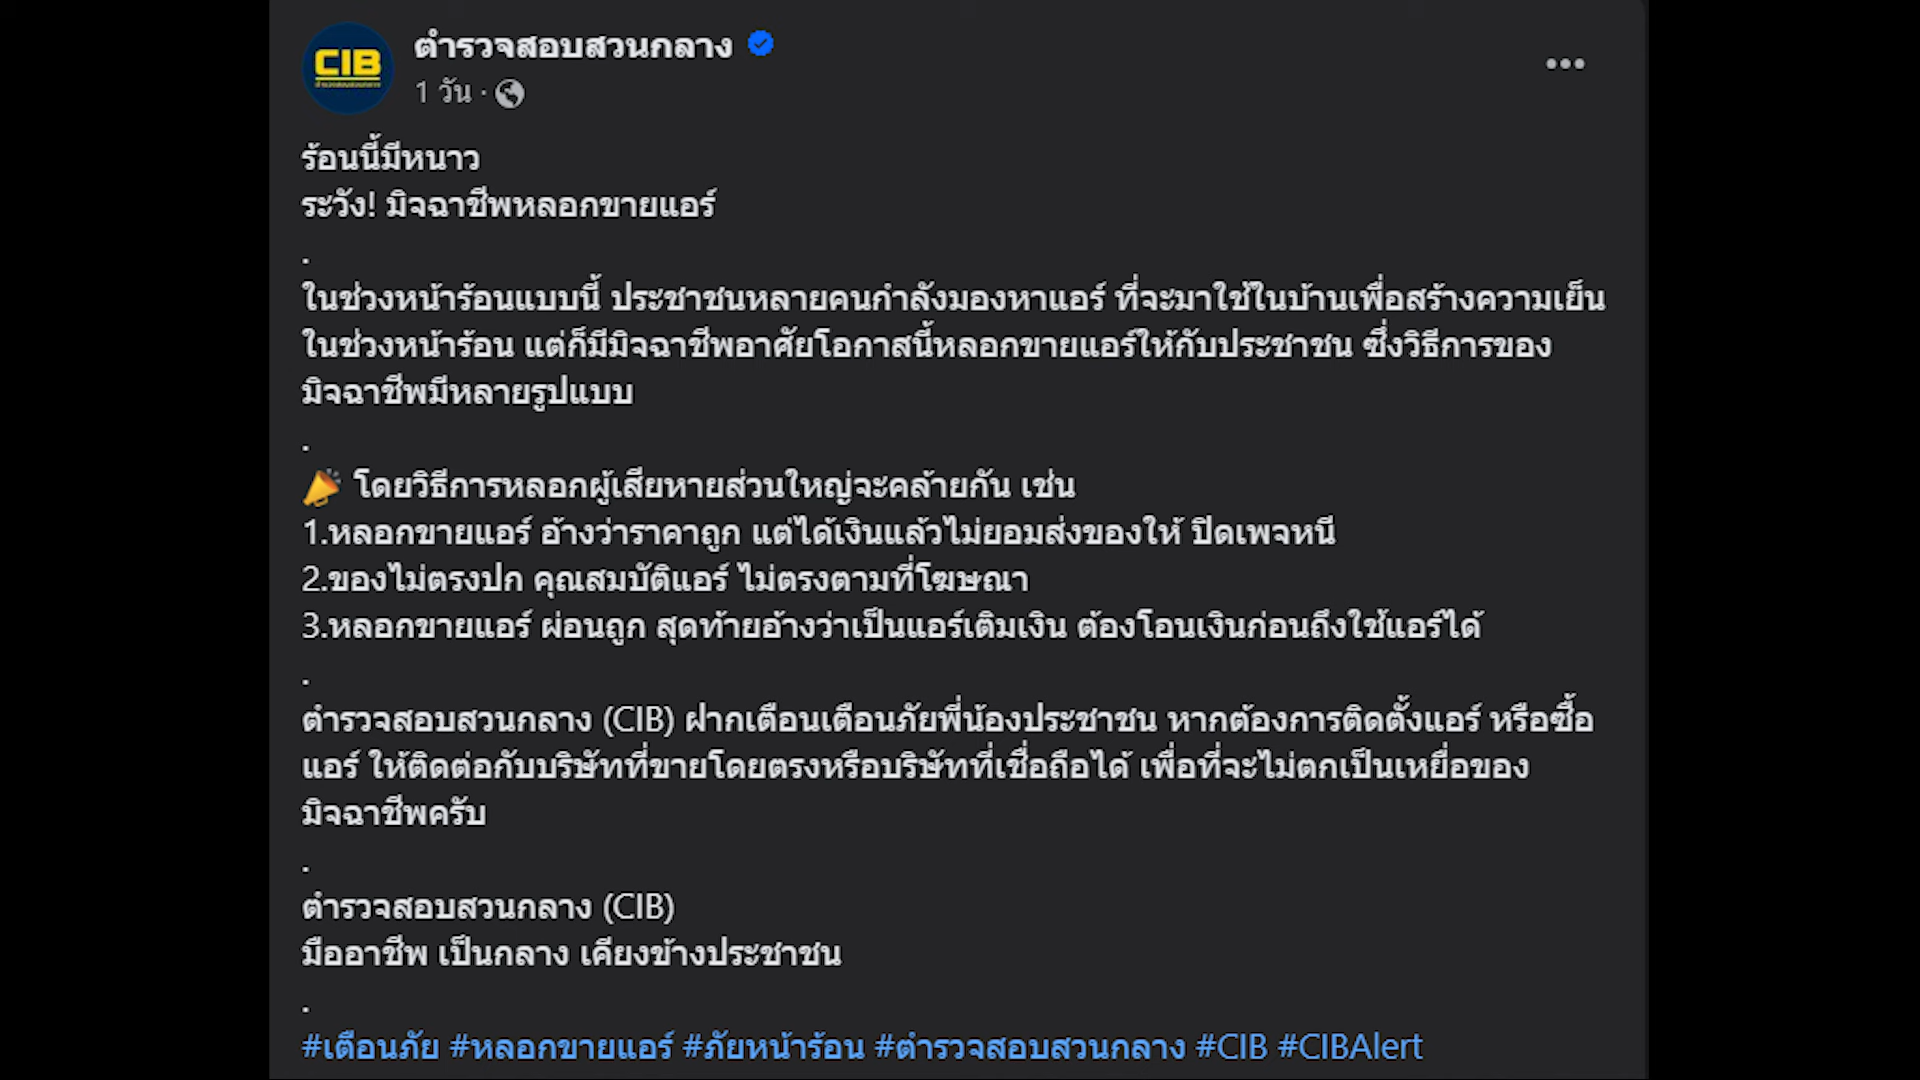 CIB
ตำรวจสอบสวนกลาง
1 วัน ·
ร้อนนี้มีหนาว
ระวัง! มิจฉาชีพหลอกขายแอร์
.
ในช่วงหน้าร้อนแบบนี้ ประชาชนหลายคนกำลังมองหาแอร์ ที่จะมาใช้ในบ้านเพื่อสร้างความเย็น
ในช่วงหน้าร้อน แต่ก็มีมิจฉาชีพอาศัยโอกาสนี้หลอกขายแอร์ให้กับประชาชน ซึ่งวิธีการของ
มิจฉาชีพมีหลายรูปแบบ
.
📣 โดยวิธีการหลอกผู้เสียหายส่วนใหญ่จะคล้ายกัน เช่น
1.หลอกขายแอร์ อ้างว่าราคาถูก แต่ได้เงินแล้วไม่ยอมส่งของให้ ปิดเพจหนี
2.ของไม่ตรงปก คุณสมบัติแอร์ ไม่ตรงตามที่โฆษณา
3.หลอกขายแอร์ ผ่อนถูก สุดท้ายอ้างว่าเป็นแอร์เติมเงิน ต้องโอนเงินก่อนถึงใช้แอร์ได้
.
ตำรวจสอบสวนกลาง (CIB) ฝากเตือนเตือนภัยพี่น้องประชาชน หากต้องการติดตั้งแอร์ หรือซื้อ
แอร์ ให้ติดต่อกับบริษัทที่ขายโดยตรงหรือบริษัทที่เชื่อถือได้ เพื่อที่จะไม่ตกเป็นเหยื่อของ
มิจฉาชีพครับ
.
ตำรวจสอบสวนกลาง (CIB)
มืออาชีพ เป็นกลาง เคียงข้างประชาชน
.
#เตือนภัย #หลอกขายแอร์ #ภัยหน้าร้อน #ตำรวจสอบสวนกลาง #CIB #CIBAlert